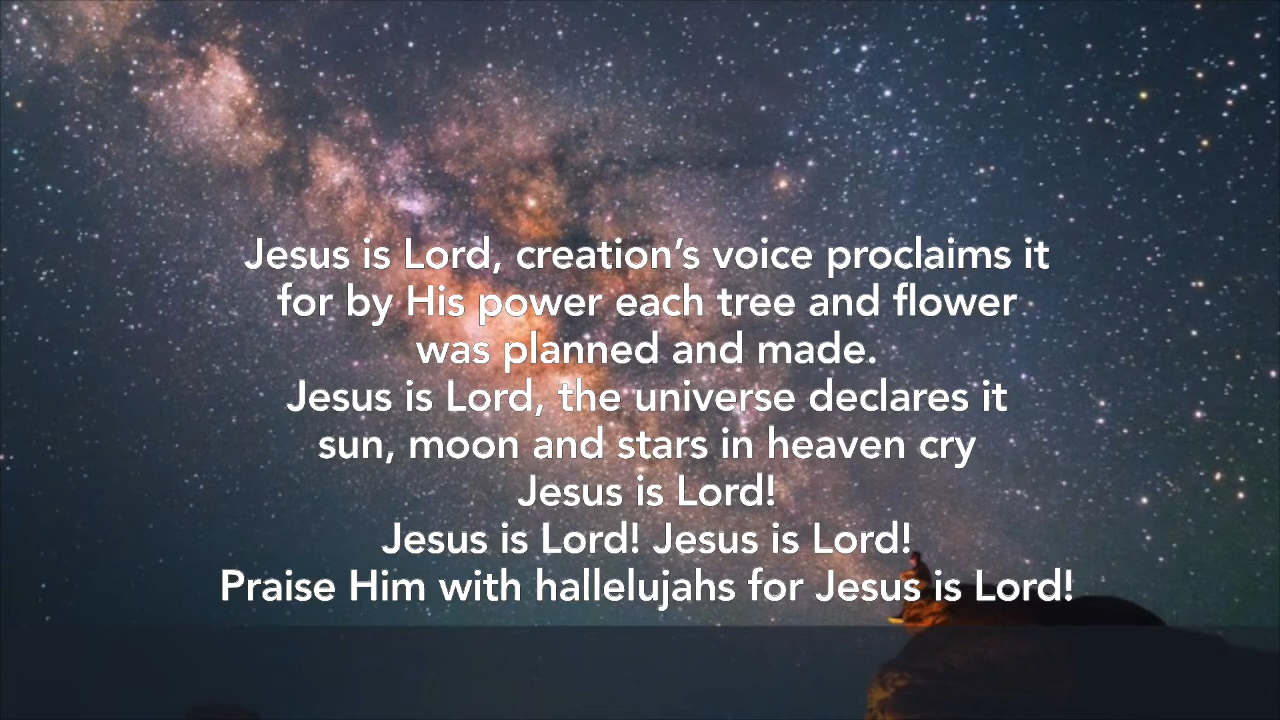 Jesus is Lord, creation’s voice proclaims it
for by His power each tree and flower
was planned and made.
Jesus is Lord, the universe declares it
sun, moon and stars in heaven cry
Jesus is Lord!
Jesus is Lord! Jesus is Lord!
Praise Him with hallelujahs for Jesus is Lord!